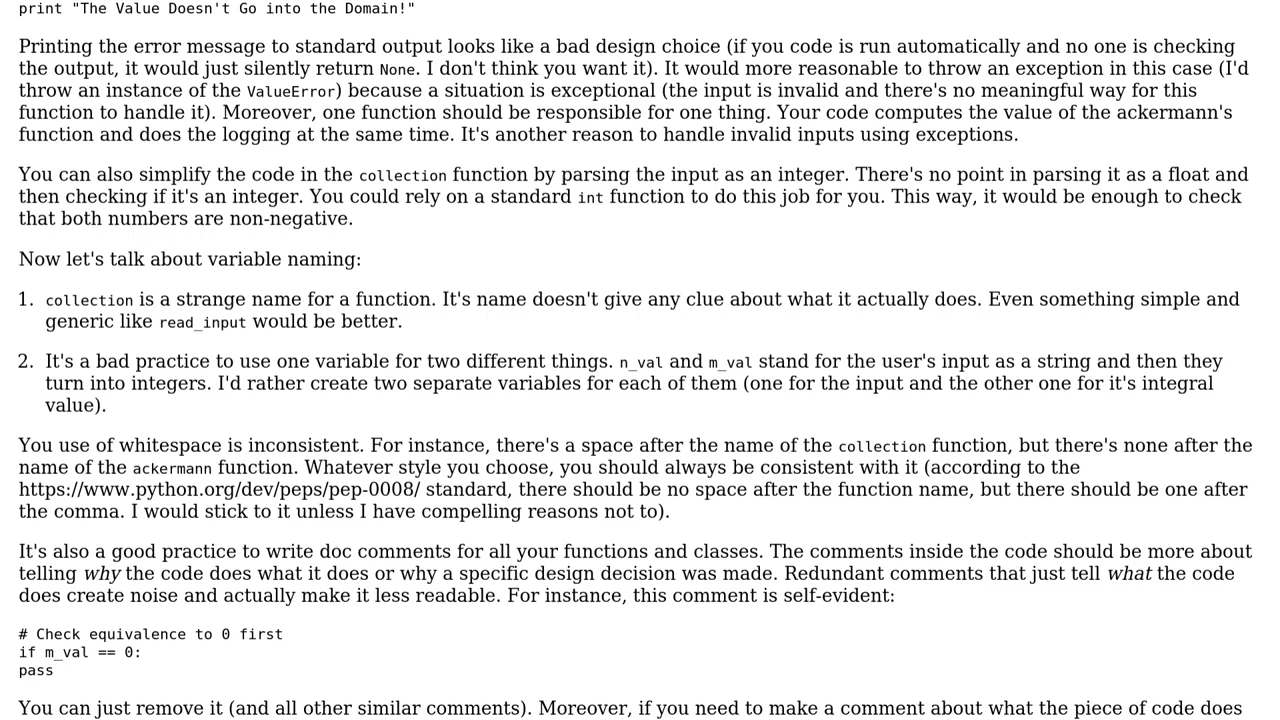 print "The Value Doesn't Go into the Domain!"
Printing the error message to standard output looks like a bad design choice (if you code is run automatically and no one is checking
the output, it would just silently return None. I don't think you want it). It would more reasonable to throw an exception in this case (I'd
throw an instance of the ValueError) because a situation is exceptional (the input is invalid and there's no meaningful way for this
function to handle it). Moreover, one function should be responsible for one thing. Your code computes the value of the ackermann's
function and does the logging at the same time. It's another reason to handle invalid inputs using exceptions.
You can also simplify the code in the collection function by parsing the input as an integer. There's no point in parsing it as a float and
then checking if it's an integer. You could rely on a standard int function to do this job for you. This way, it would be enough to check
that both numbers are non-negative.
Now let's talk about variable naming:
1. collection is a strange name for a function. It's name doesn't give any clue about what it actually does. Even something simple and
generic like read_input would be better.
2. It's a bad practice to use one variable for two different things. n_val and m_val stand for the user's input as a string and then they
turn into integers. I'd rather create two separate variables for each of them (one for the input and the other one for it's integral
value).
You use of whitespace is inconsistent. For instance, there's a space after the name of the collection function, but there's none after the
name of the ackermann function. Whatever style you choose, you should always be consistent with it (according to the
https://www.python.org/dev/peps/pep-0008/ standard, there should be no space after the function name, but there should be one after
the comma. I would stick to it unless I have compelling reasons not to).
It's also a good practice to write doc comments for all your functions and classes. The comments inside the code should be more about
telling why the code does what it does or why a specific design decision was made. Redundant comments that just tell what the code
does create noise and actually make it less readable. For instance, this comment is self-evident:
# Check equivalence to 0 first
if m_val == 0:
pass
You can just remove it (and all other similar comments). Moreover, if you need to make a comment about what the piece of code does